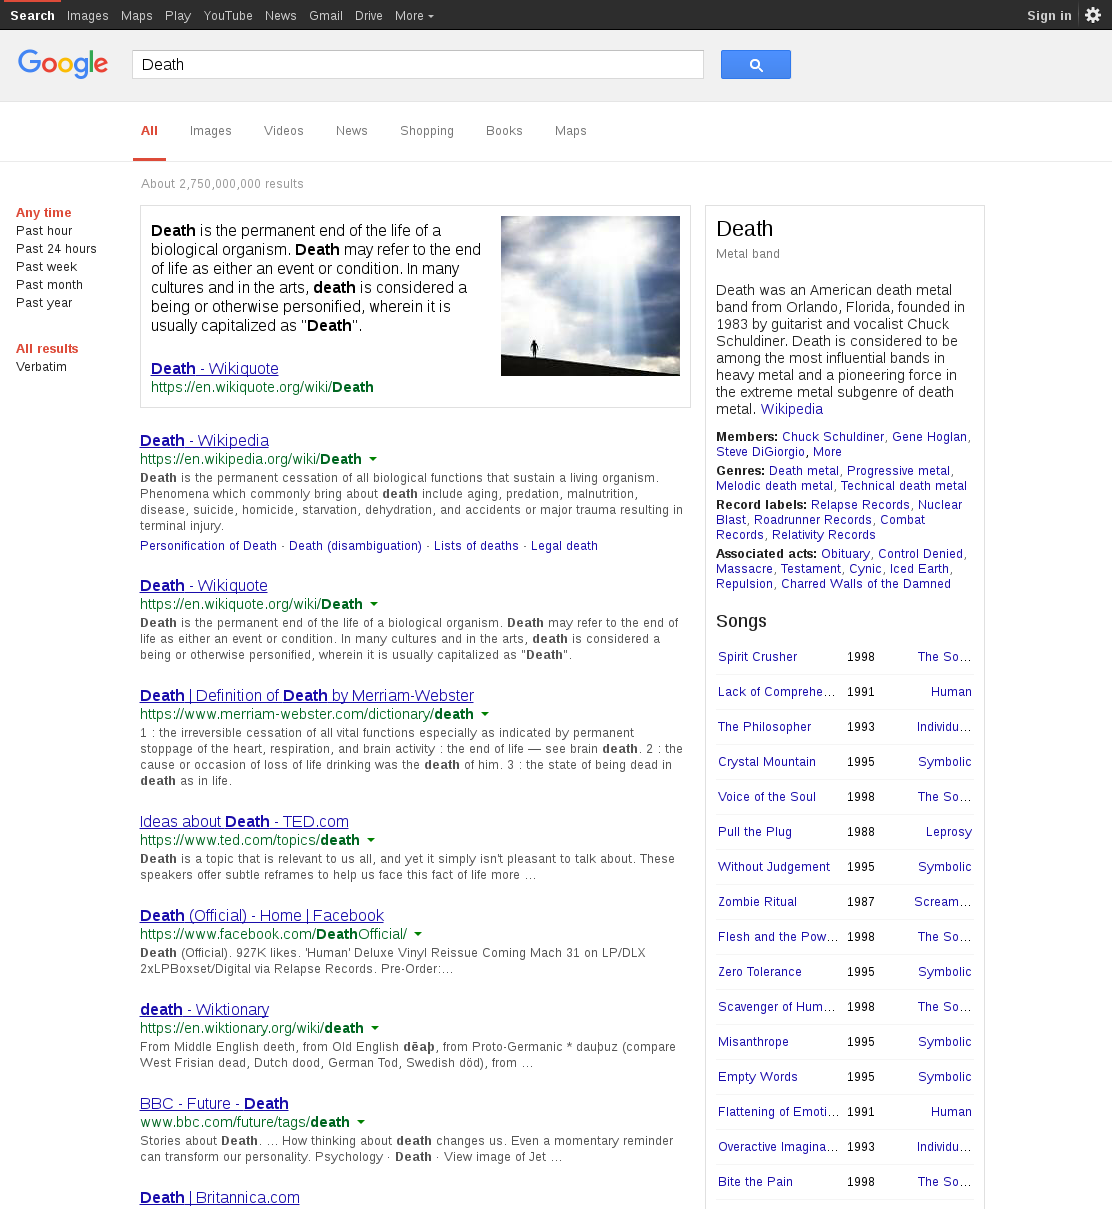 Search Images Maps Play YouTube News Gmail Drive More Sign in
Google
Death
All Images Videos News Shopping Books Maps
About 2,750,000,000 results
Any time
Past hour
Past 24 hours
Past week
Past month
Past year
All results
Verbatim
Death is the permanent end of the life of a
biological organism. Death may refer to the end
of life as either an event or condition. In many
cultures and in the arts, death is considered a
being or otherwise personified, wherein it is
usually capitalized as "Death".
Death - Wikiquote
https://en.wikiquote.org/wiki/Death
Death - Wikipedia
https://en.wikipedia.org/wiki/Death
Death is the permanent cessation of all biological functions that sustain a living organism.
Phenomena which commonly bring about death include aging, predation, malnutrition,
disease, suicide, homicide, starvation, dehydration, and accidents or major trauma resulting in
terminal injury.
Personification of Death · Death (disambiguation) · Lists of deaths · Legal death
Death - Wikiquote
https://en.wikiquote.org/wiki/Death
Death is the permanent end of the life of a biological organism. Death may refer to the end of
life as either an event or condition. In many cultures and in the arts, death is considered a
being or otherwise personified, wherein it is usually capitalized as "Death".
Death | Definition of Death by Merriam-Webster
https://www.merriam-webster.com/dictionary/death
1 : the irreversible cessation of all vital functions especially as indicated by permanent
stoppage of the heart, respiration, and brain activity : the end of life — see brain death. 2 : the
cause or occasion of loss of life drinking was the death of him. 3 : the state of being dead in
death as in life.
Ideas about Death - TED.com
https://www.ted.com/topics/death
Death is a topic that is relevant to us all, and yet it simply isn't pleasant to talk about. These
speakers offer subtle reframes to help us face this fact of life more ...
Death (Official) - Home | Facebook
https://www.facebook.com/DeathOfficial/
Death (Official). 927K likes. 'Human' Deluxe Vinyl Reissue Coming Mach 31 on LP/DLX
2xLPBoxset/Digital via Relapse Records. Pre-Order:...
death - Wiktionary
https://en.wiktionary.org/wiki/death
From Middle English deeth, from Old English dēaþ, from Proto-Germanic * dauþuz (compare
West Frisian dead, Dutch dood, German Tod, Swedish död), from ...
BBC - Future - Death
www.bbc.com/future/tags/death
Stories about Death. ... How thinking about death changes us. Even a momentary reminder
can transform our personality. Psychology · Death · View image of Jet ...
Death | Britannica.com
Death
Metal band
Death was an American death metal
band from Orlando, Florida, founded in
1983 by guitarist and vocalist Chuck
Schuldiner. Death is considered to be
among the most influential bands in
heavy metal and a pioneering force in
the extreme metal subgenre of death
metal. Wikipedia
Members: Chuck Schuldiner, Gene Hoglan,
Steve DiGiorgio, More
Genres: Death metal, Progressive metal,
Melodic death metal, Technical death metal
Record labels: Relapse Records, Nuclear
Blast, Roadrunner Records, Combat
Records, Relativity Records
Associated acts: Obituary, Control Denied,
Massacre, Testament, Cynic, Iced Earth,
Repulsion, Charred Walls of the Damned
Songs
Spirit Crusher 1998 The So...
Lack of Comprehe... 1991 Human
The Philosopher 1993 Individu...
Crystal Mountain 1995 Symbolic
Voice of the Soul 1998 The So...
Pull the Plug 1988 Leprosy
Without Judgement 1995 Symbolic
Zombie Ritual 1987 Scream...
Flesh and the Pow... 1998 The So...
Zero Tolerance 1995 Symbolic
Scavenger of Hum... 1998 The So...
Misanthrope 1995 Symbolic
Empty Words 1995 Symbolic
Flattening of Emoti... 1991 Human
Overactive Imagina... 1993 Individu...
Bite the Pain 1998 The So...